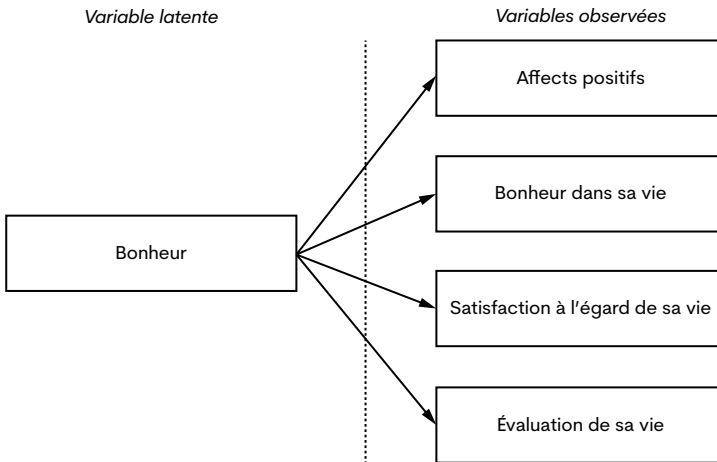 Variable latente
Variables observées
Affects positifs
Bonheur dans sa vie
Bonheur
Satisfaction à l'égard de sa vie
Évaluation de sa vie